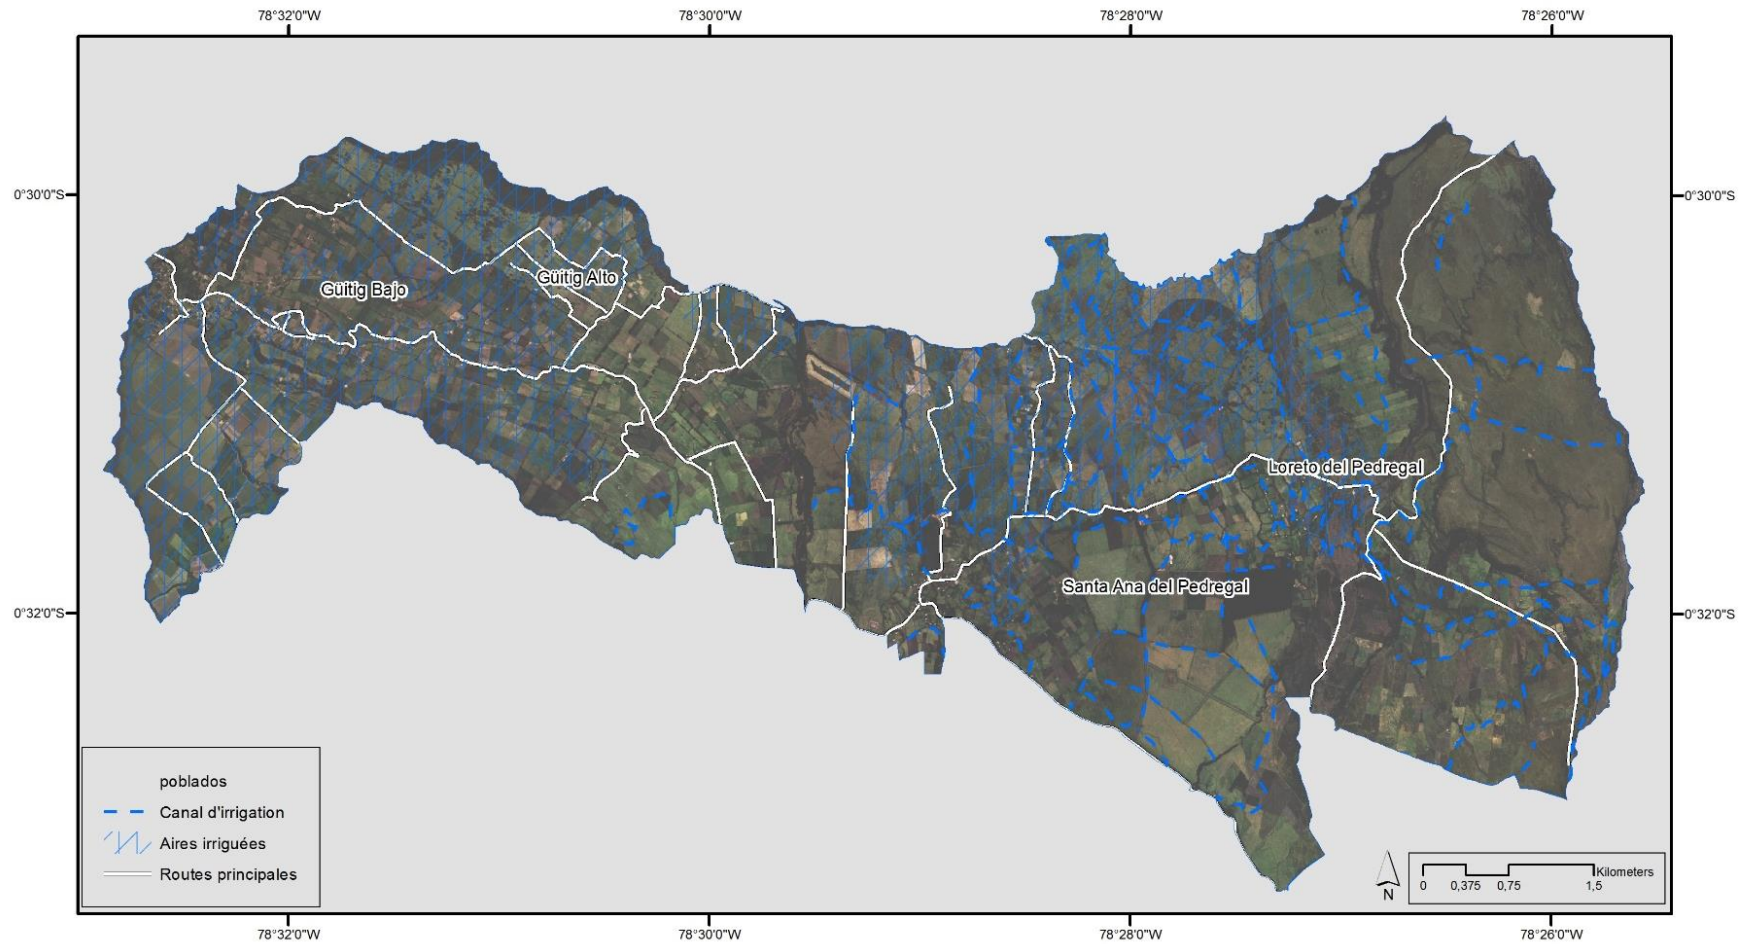 78°32'0"W 78°30'0"W 78°28'0"W 78°26'0"W
0°30'0"S 0°30'0"S
Güitig Bajo
Güitig Alto
Loreto del Pedregal
Santa Ana del Pedregal
0°32'0"S 0°32'0"S
poblados
Canal d'irrigation
Aires irriguées
Routes principales
N
Kilometers
0 0,375 0,75 1,5
78°32'0"W 78°30'0"W 78°28'0"W 78°26'0"W